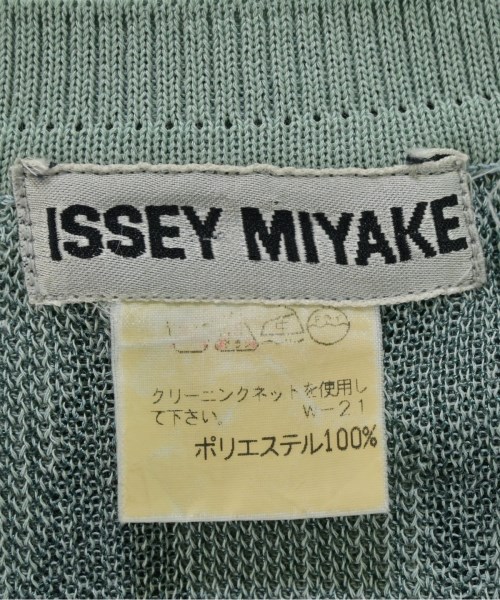 ISSEY MIYAKE
クリーニングネットを使用し
て下さい。 W-21
ポリエステル100%